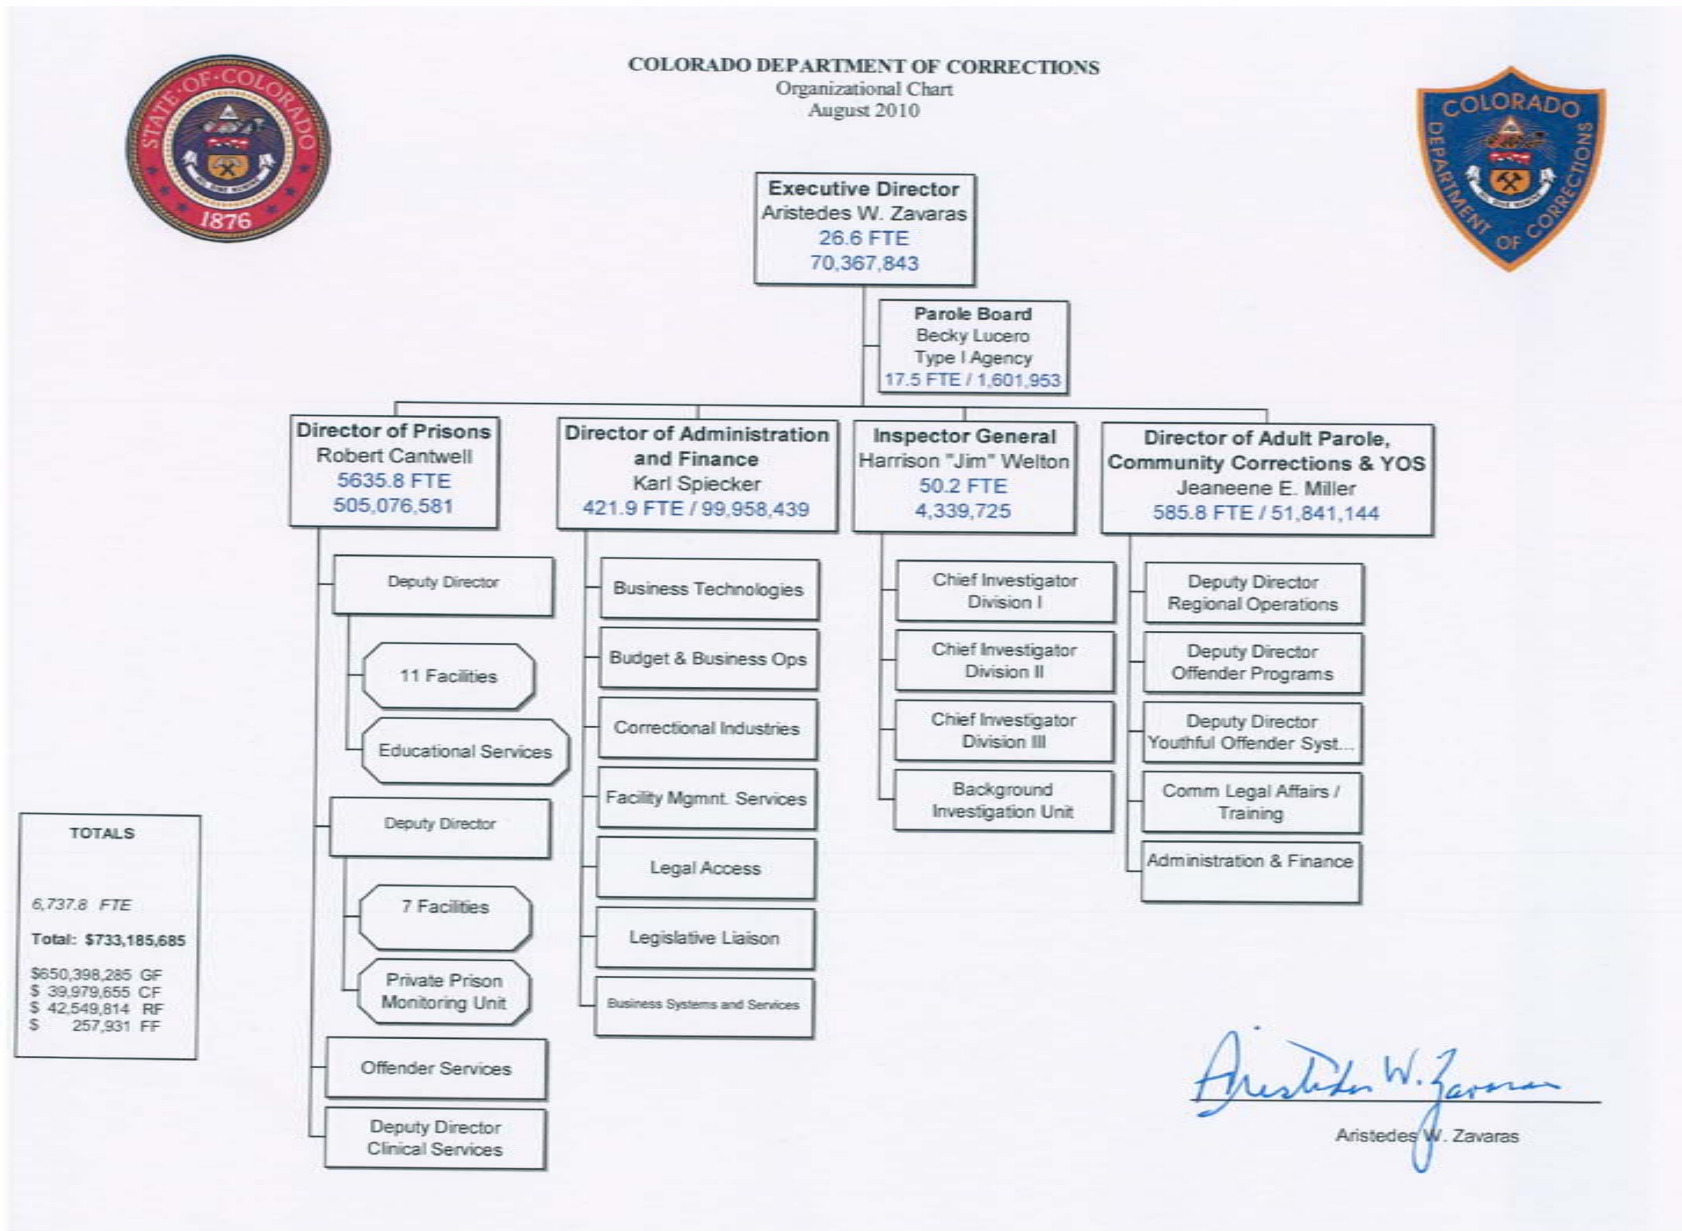 STATE·OF·COLORADO
1876
COLORADO DEPARTMENT OF CORRECTIONS
Organizational Chart
August 2010
COLORADO
DEPARTMENT OF CORRECTIONS
Executive Director
Aristedes W. Zavaras
26.6 FTE
70,367,843
Parole Board
Becky Lucero
Type I Agency
17.5 FTE / 1,601,953
Director of Prisons
Robert Cantwell
5635.8 FTE
505,076,581
Deputy Director
11 Facilities
Educational Services
Deputy Director
7 Facilities
Private Prison
Monitoring Unit
Offender Services
Deputy Director
Clinical Services
Director of Administration
and Finance
Karl Spiecker
421.9 FTE / 99,958,439
Business Technologies
Budget & Business Ops
Correctional Industries
Facility Mgmnt. Services
Legal Access
Legislative Liaison
Business Systems and Services
Inspector General
Harrison "Jim" Welton
50.2 FTE
4,339,725
Chief Investigator
Division I
Chief Investigator
Division II
Chief Investigator
Division III
Background
Investigation Unit
Director of Adult Parole,
Community Corrections & YOS
Jeaneene E. Miller
585.8 FTE / 51,841,144
Deputy Director
Regional Operations
Deputy Director
Offender Programs
Deputy Director
Youthful Offender Syst...
Comm Legal Affairs /
Training
Administration & Finance
TOTALS
6,737.8 FTE
Total: $733,185,685
$650,398,285 GF
$ 39,979,655 CF
$ 42,549,814 RF
$ 257,931 FF
Aristedes W. Zavaras
Aristedes W. Zavaras